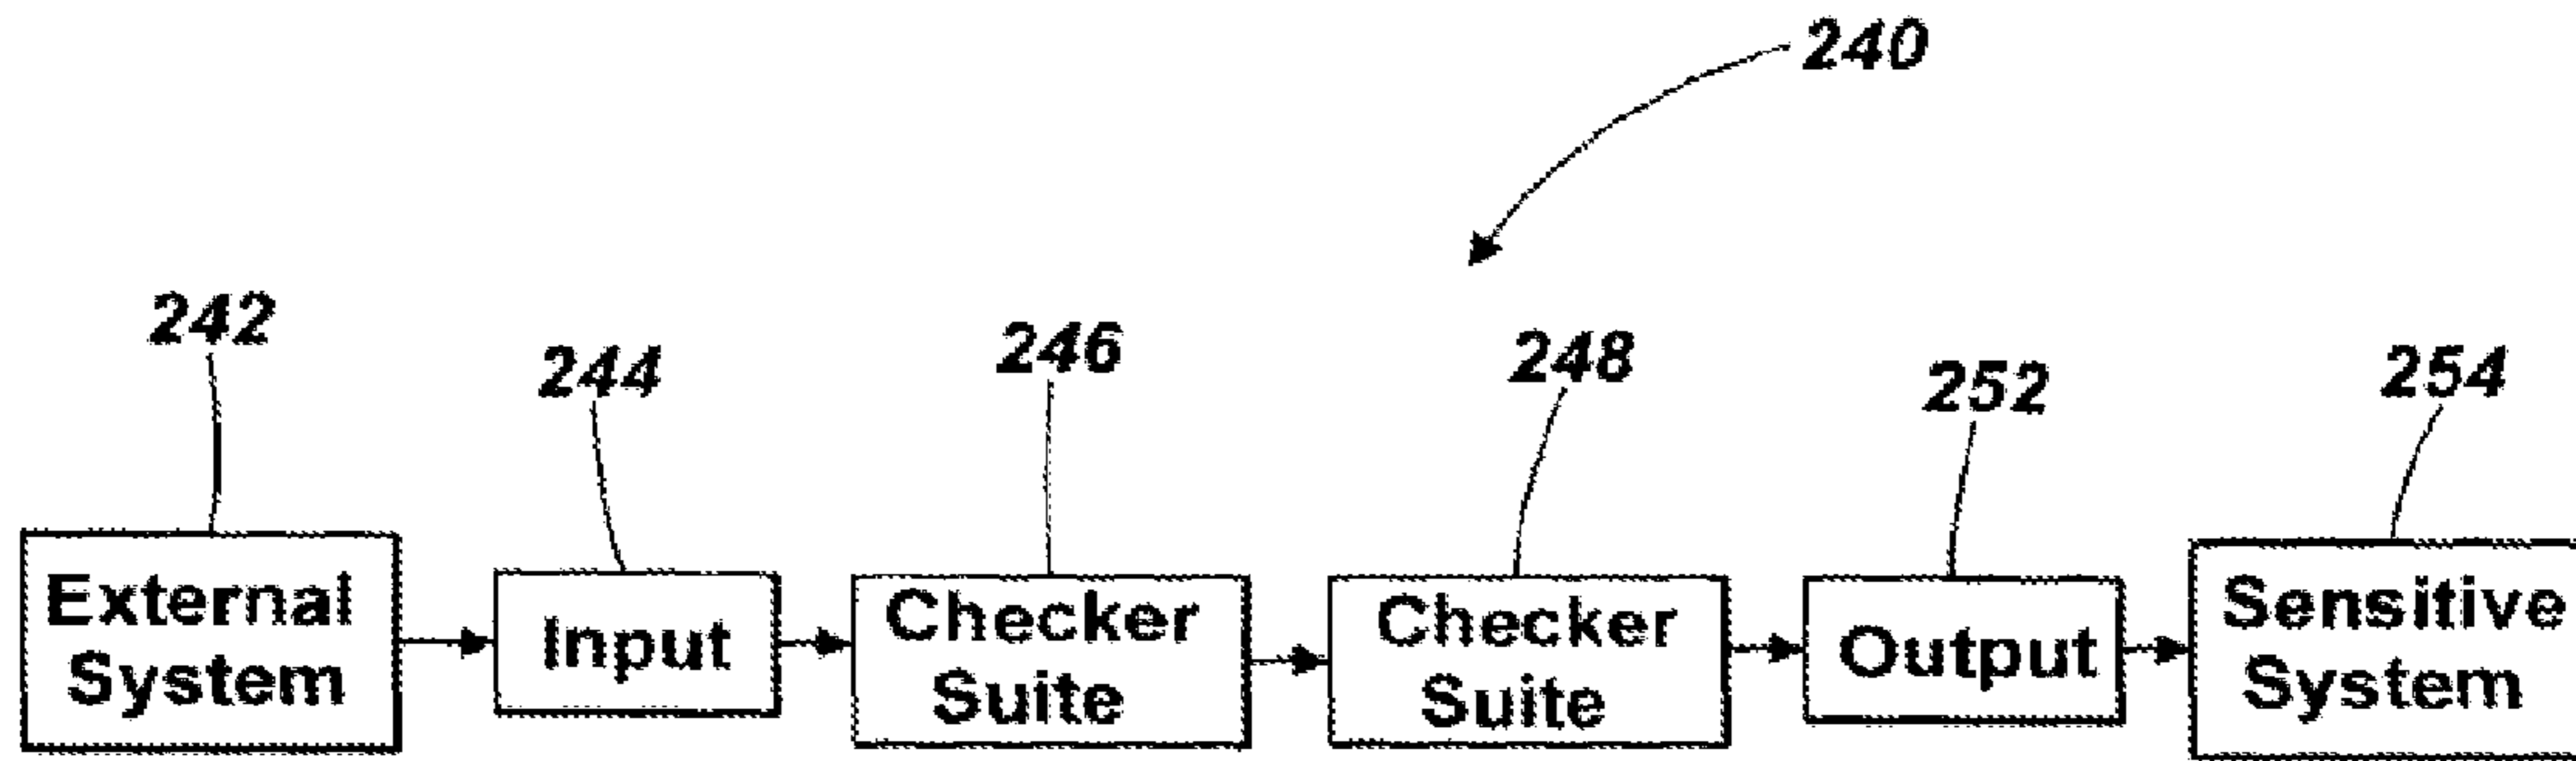 240
242
244
246
248
252
254
External
System
Input
Checker
Suite
Checker
Suite
Output
Sensitive
System